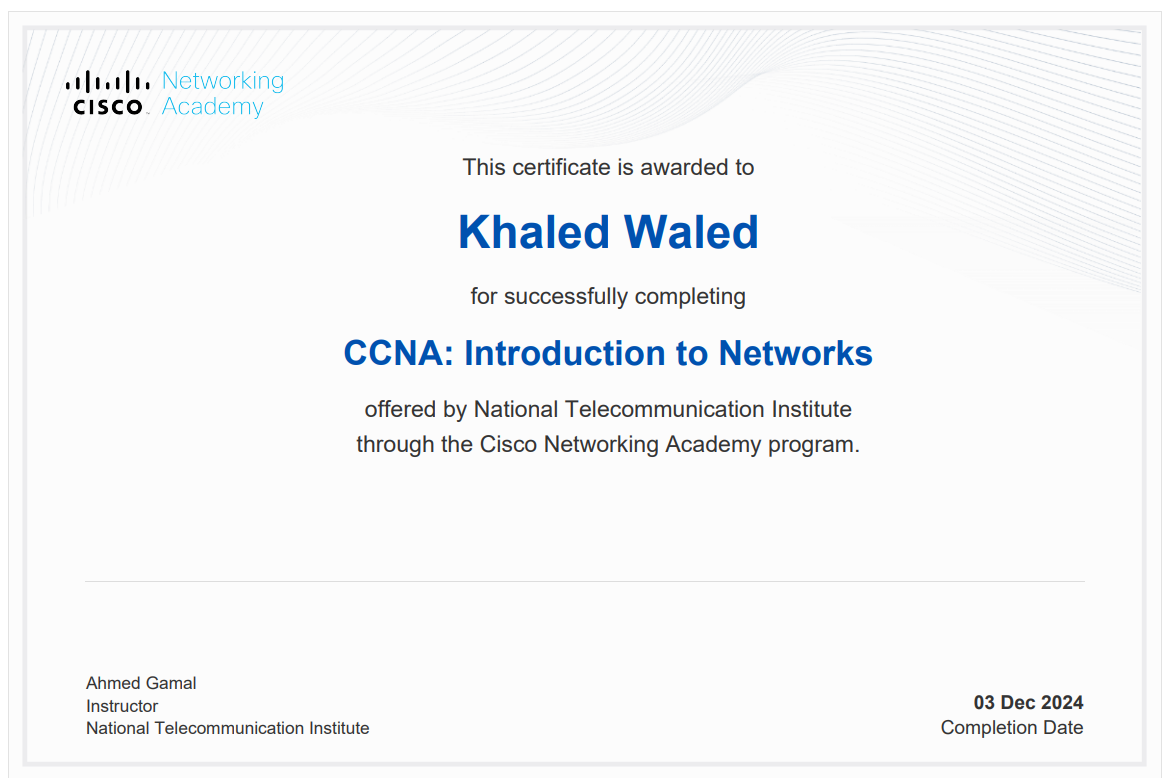 Networking
CISCO Academy
This certificate is awarded to
Khaled Waled
for successfully completing
CCNA: Introduction to Networks
offered by National Telecommunication Institute
through the Cisco Networking Academy program.
Ahmed Gamal
Instructor
National Telecommunication Institute
03 Dec 2024
Completion Date